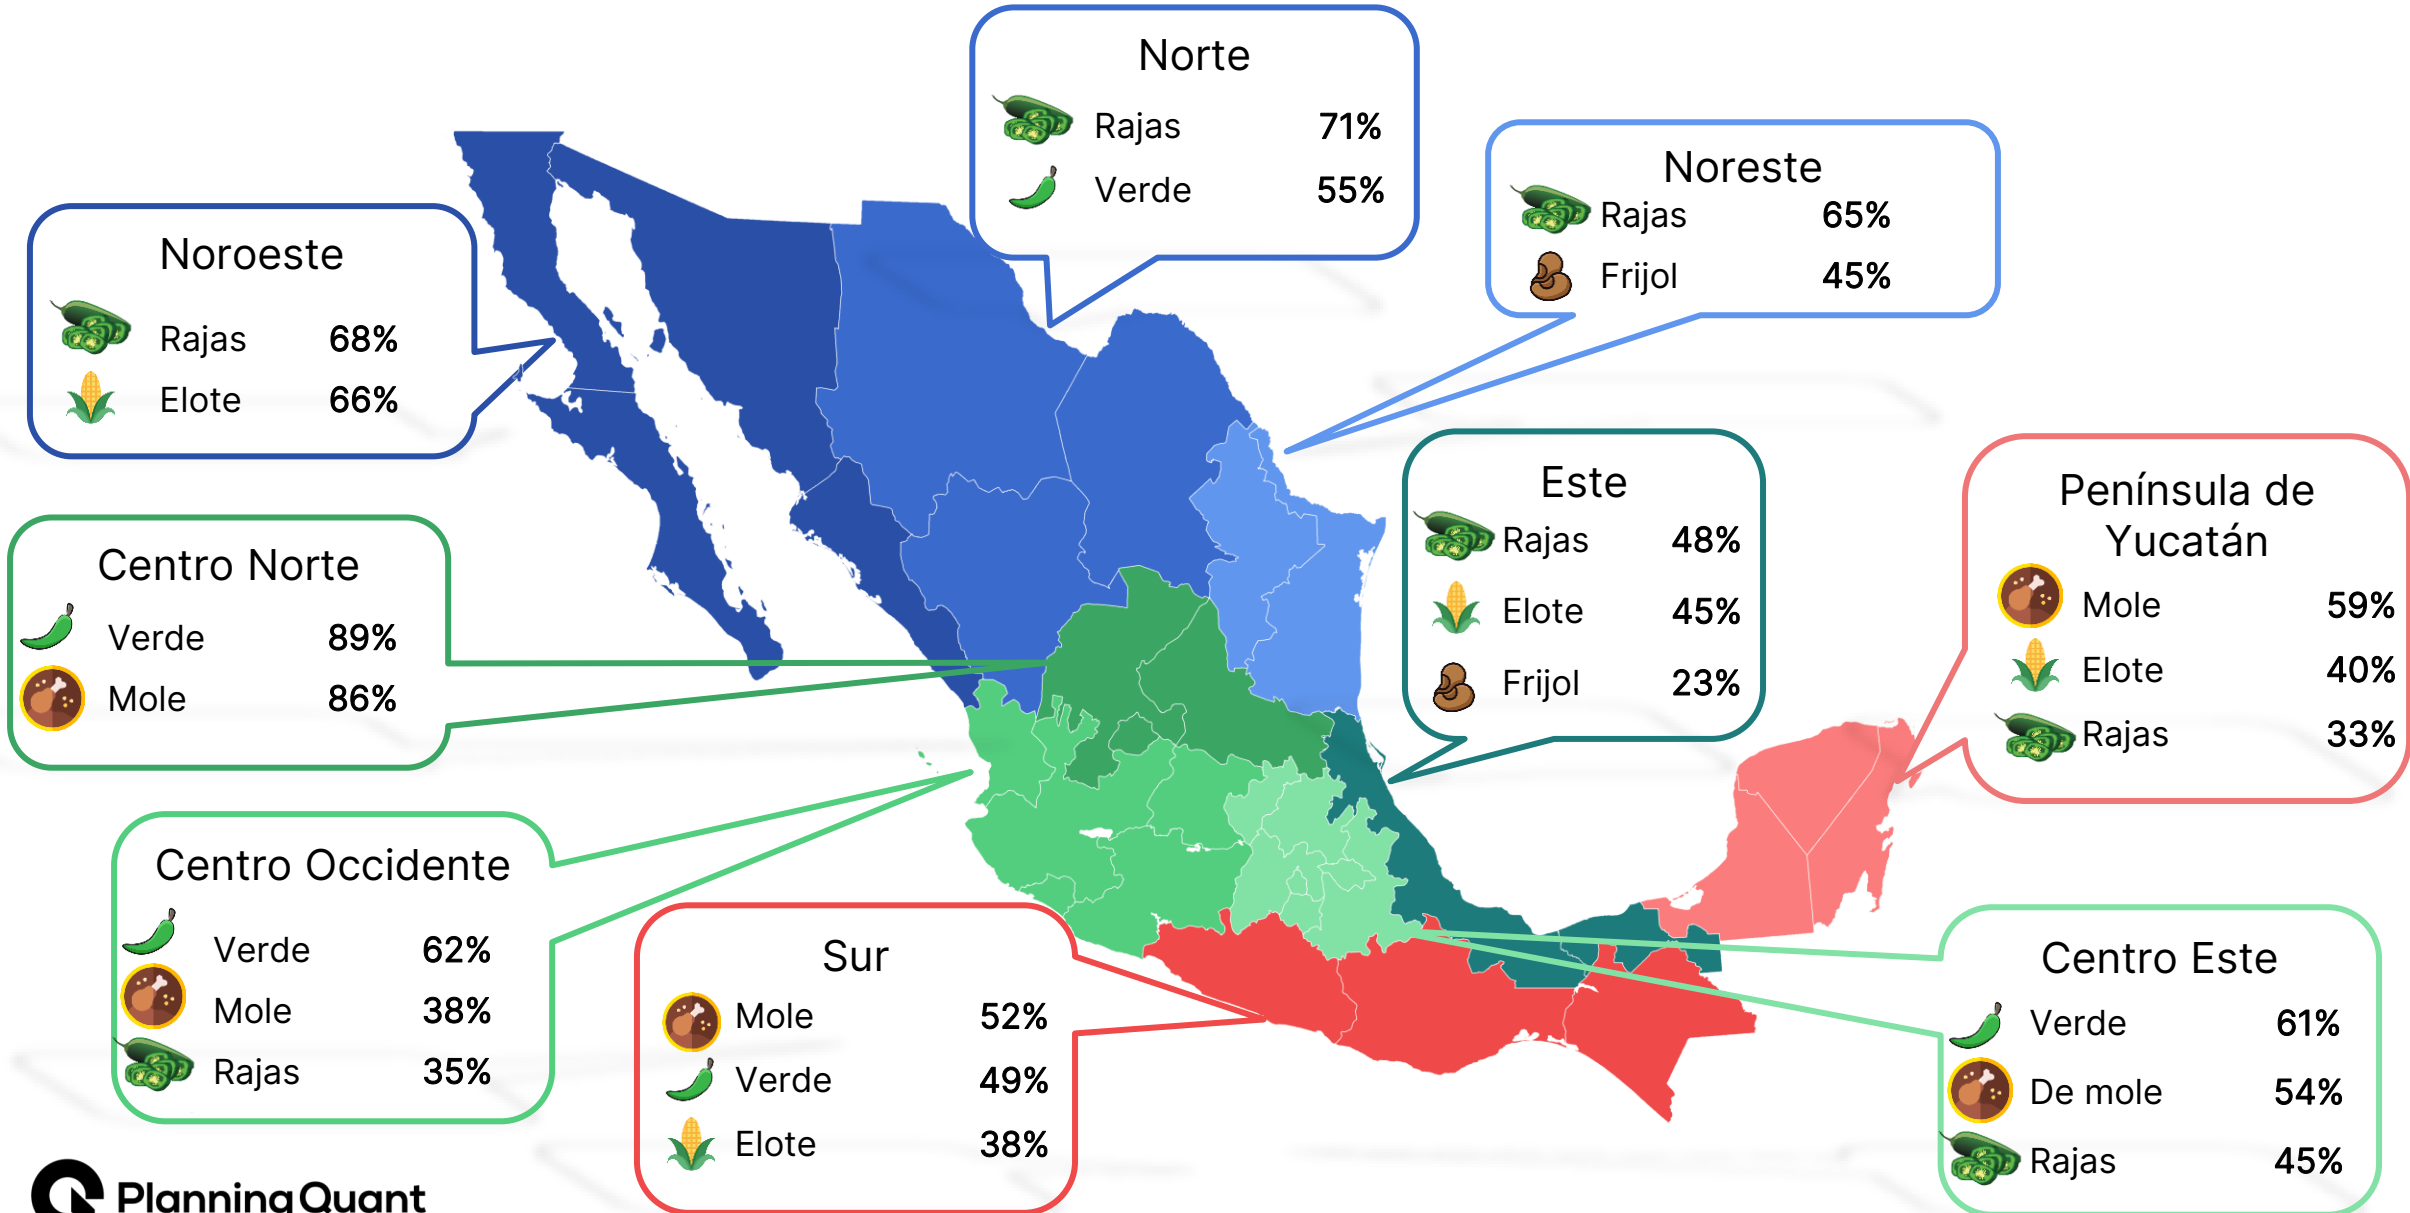 Norte
Rajas 71%
Verde 55%
Noreste
Rajas 65%
Frijol 45%
Noroeste
Rajas 68%
Elote 66%
Este
Rajas 48%
Elote 45%
Frijol 23%
Península de
Yucatán
Mole 59%
Elote 40%
Rajas 33%
Centro Norte
Verde 89%
Mole 86%
Centro Occidente
Verde 62%
Mole 38%
Rajas 35%
Sur
Mole 52%
Verde 49%
Elote 38%
Centro Este
Verde 61%
De mole 54%
Rajas 45%
Planning Quant